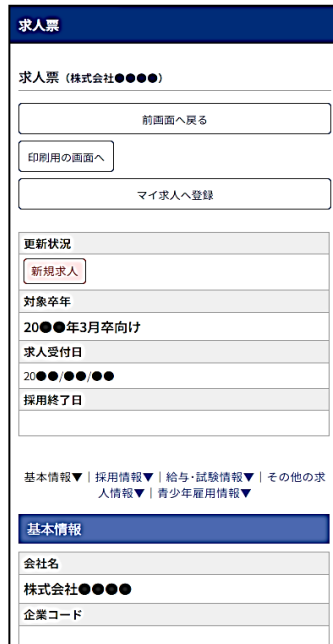 求人票
求人票（株式会社●●●●）
前画面へ戻る
印刷用の画面へ
マイ求人へ登録
更新状況
新規求人
対象卒年
20●●年3月卒向け
求人受付日
20●●/●●/●●
採用終了日
基本情報▼｜採用情報▼｜給与・試験情報▼｜その他の求
人情報▼｜青少年雇用情報▼
基本情報
会社名
株式会社●●●●
企業コード